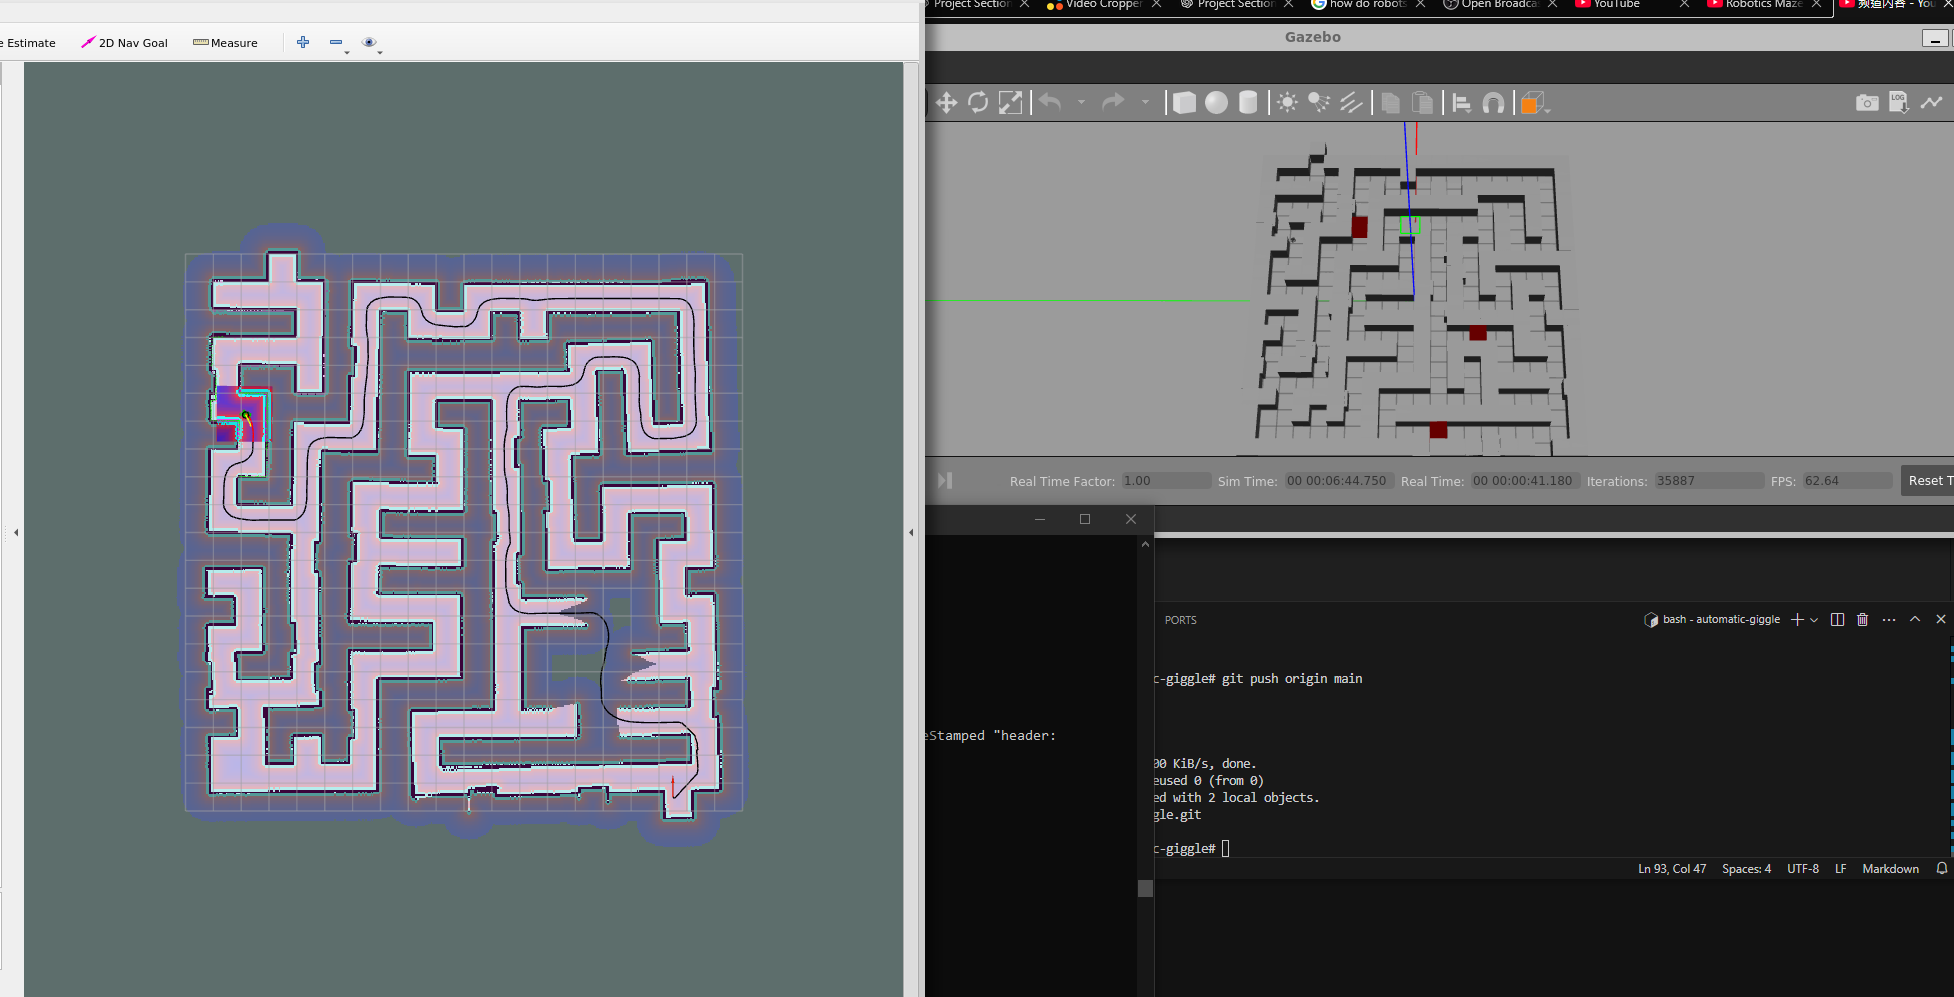 Project Section
Video Cropper
Project Section
how do robots
Open Broadca
YouTube
Robotics Maze
频道内容 - You
Gazebo
e Estimate
2D Nav Goal
Measure
LOG
Real Time Factor: 1.00 Sim Time: 00 00:06:44.750 Real Time: 00 00:00:41.180 Iterations: 35887 FPS: 62.64 Reset T
PORTS
bash - automatic-giggle
c-giggle# git push origin main
eStamped "header:
00 KiB/s, done.
eused 0 (from 0)
ed with 2 local objects.
gle.git
c-giggle#
Ln 93, Col 47 Spaces: 4 UTF-8 LF Markdown